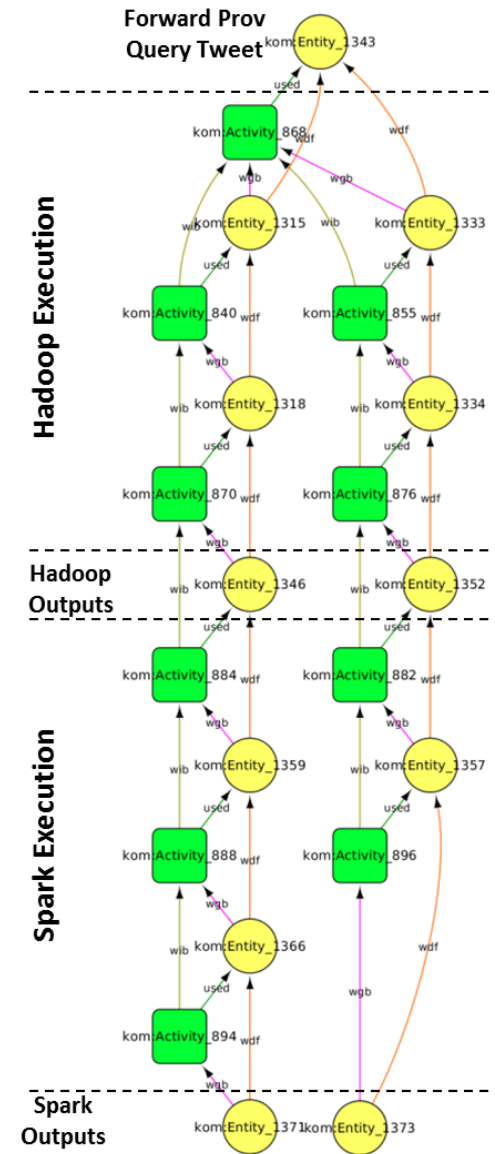 Forward Prov
Query Tweet
kom:Entity_1343
used
kom:Activity_868
wdf
wdf
wgb
wgb
wib
kom:Entity_1315
wib
kom:Entity_1333
used
used
Hadoop Execution
kom:Activity_840
wdf
kom:Activity_855
wdf
wgb
wgb
wib
kom:Entity_1318
wib
kom:Entity_1334
used
used
kom:Activity_870
wdf
kom:Activity_876
wdf
wgb
wgb
Hadoop
Outputs
wib
kom:Entity_1346
kom:Entity_1352
used
used
kom:Activity_884
wdf
kom:Activity_882
wdf
wgb
wgb
Spark Execution
wib
kom:Entity_1359
wib
kom:Entity_1357
used
used
kom:Activity_888
wdf
kom:Activity_896
wgb
wib
kom:Entity_1366
wdf
used
wgb
kom:Activity_894
wdf
wgb
Spark
Outputs
kom:Entity_1371
kom:Entity_1373